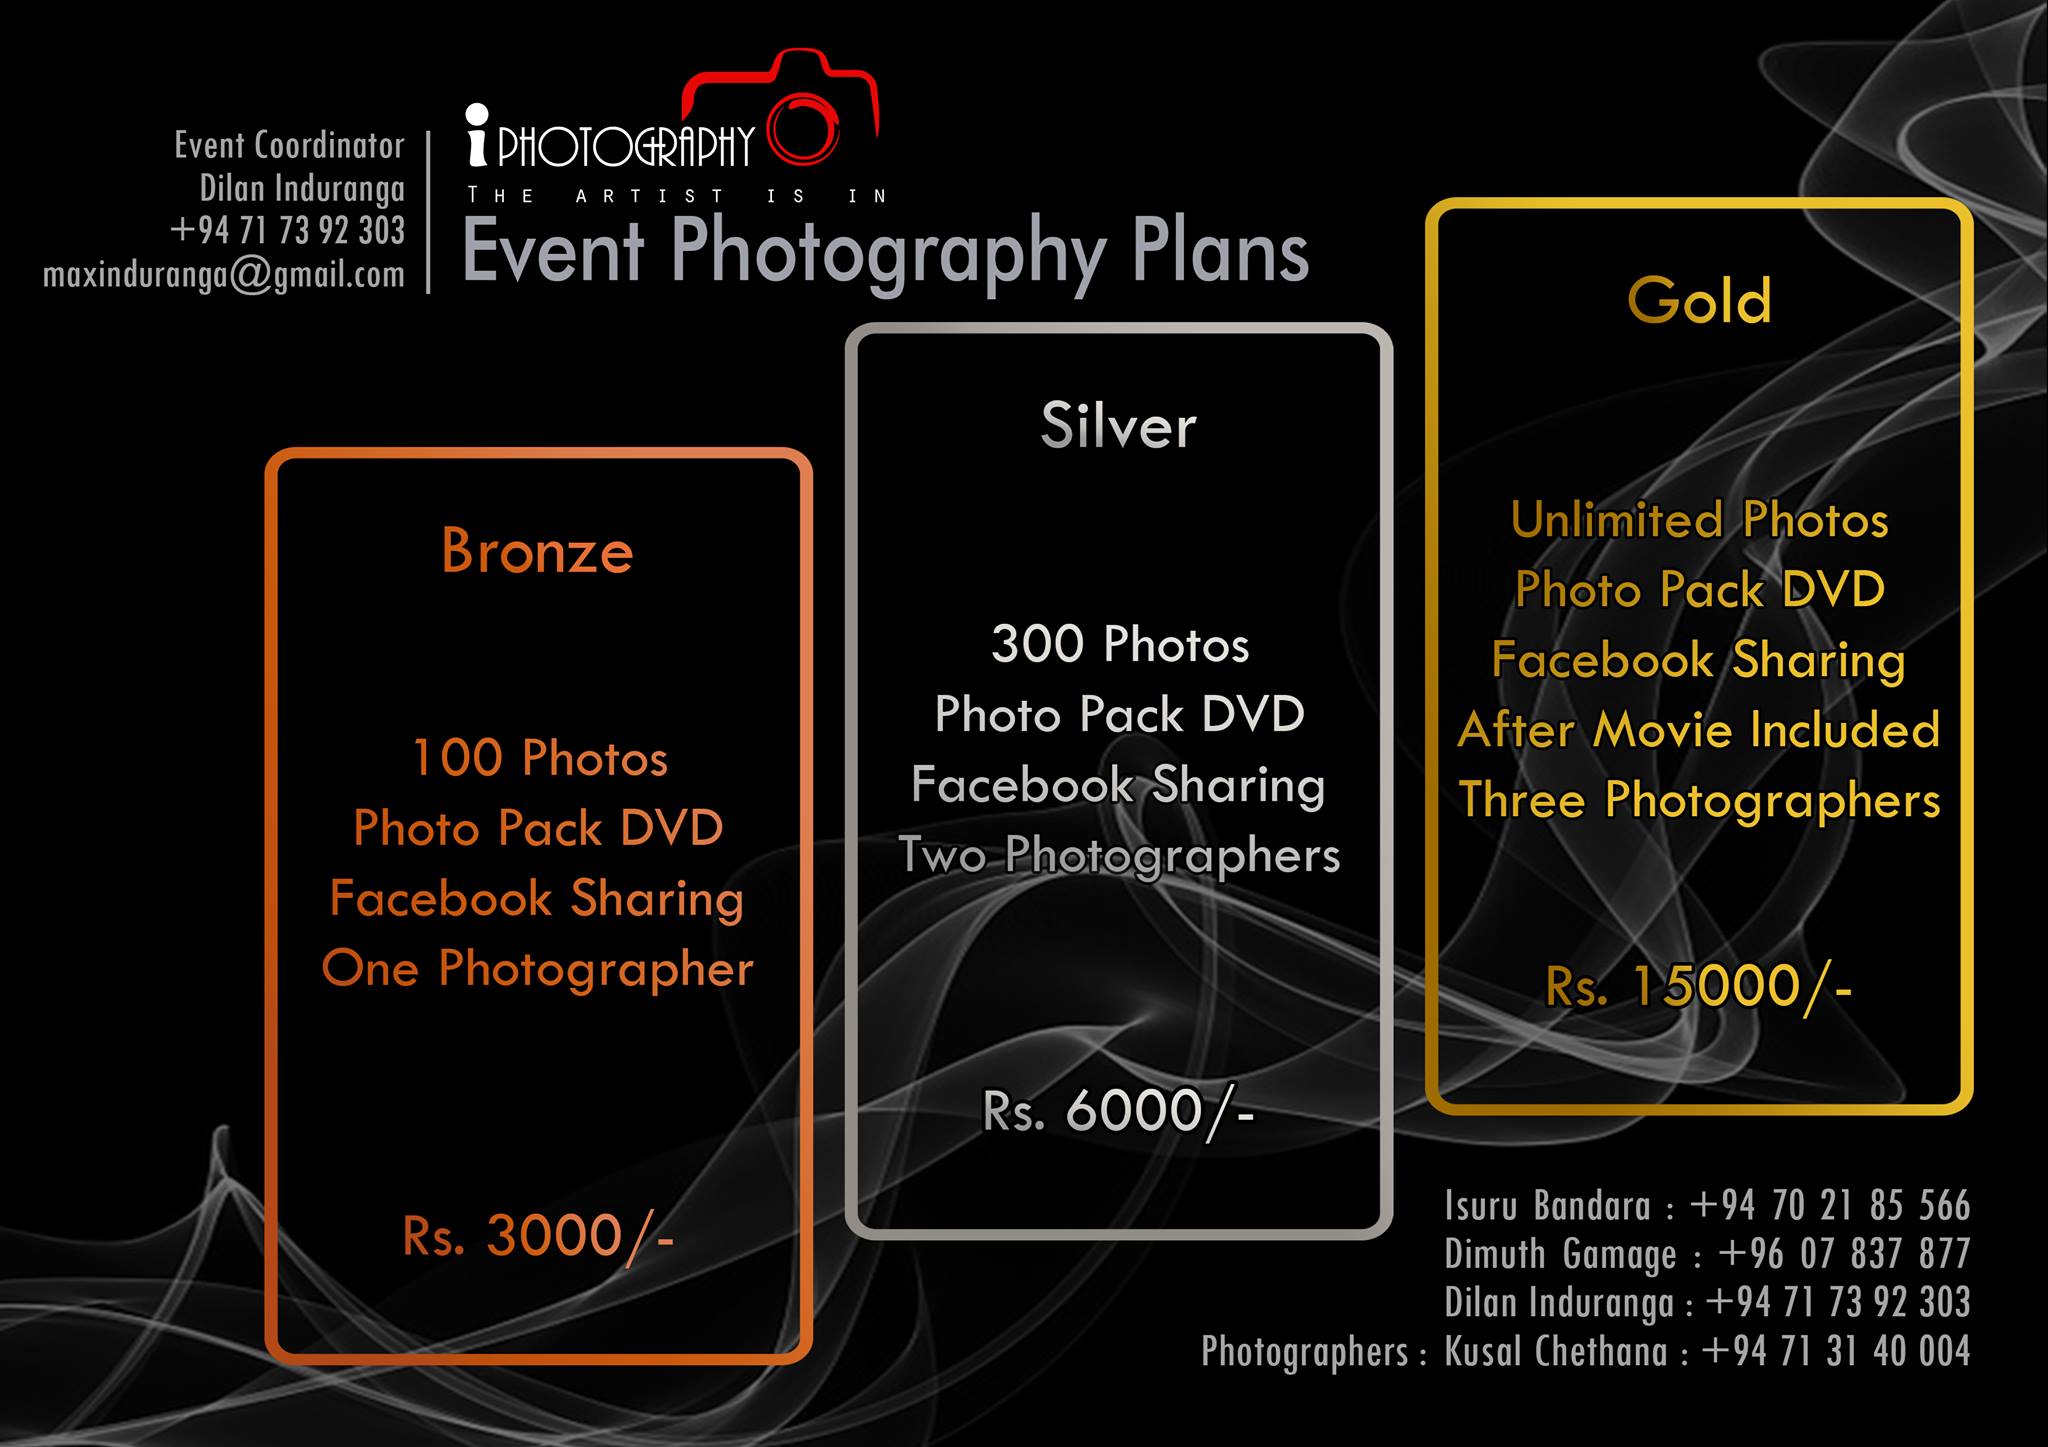 Event Coordinator
Dilan Induranga
+94 71 73 92 303
maxinduranga@gmail.com
i PHOTOGRAPHY
THE ARTIST IS IN
Event Photography Plans
Bronze
100 Photos
Photo Pack DVD
Facebook Sharing
One Photographer
Rs. 3000/-
Silver
300 Photos
Photo Pack DVD
Facebook Sharing
Two Photographers
Rs. 6000/-
Gold
Unlimited Photos
Photo Pack DVD
Facebook Sharing
After Movie Included
Three Photographers
Rs. 15000/-
Isuru Bandara : +94 70 21 85 566
Dimuth Gamage : +96 07 837 877
Dilan Induranga : +94 71 73 92 303
Photographers : Kusal Chethana : +94 71 31 40 004